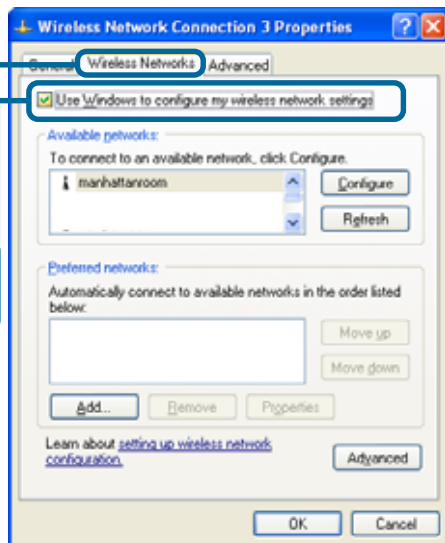 Wireless Network Connection 3 Properties
General Wireless Networks Advanced
Use Windows to configure my wireless network settings
Available networks:
To connect to an available network, click Configure.
manhattanroom
Configure
Refresh
Preferred networks:
Automatically connect to available networks in the order listed
below:
Move up
Move down
Add... Remove Properties
Learn about setting up wireless network
configuration.
Advanced
OK Cancel